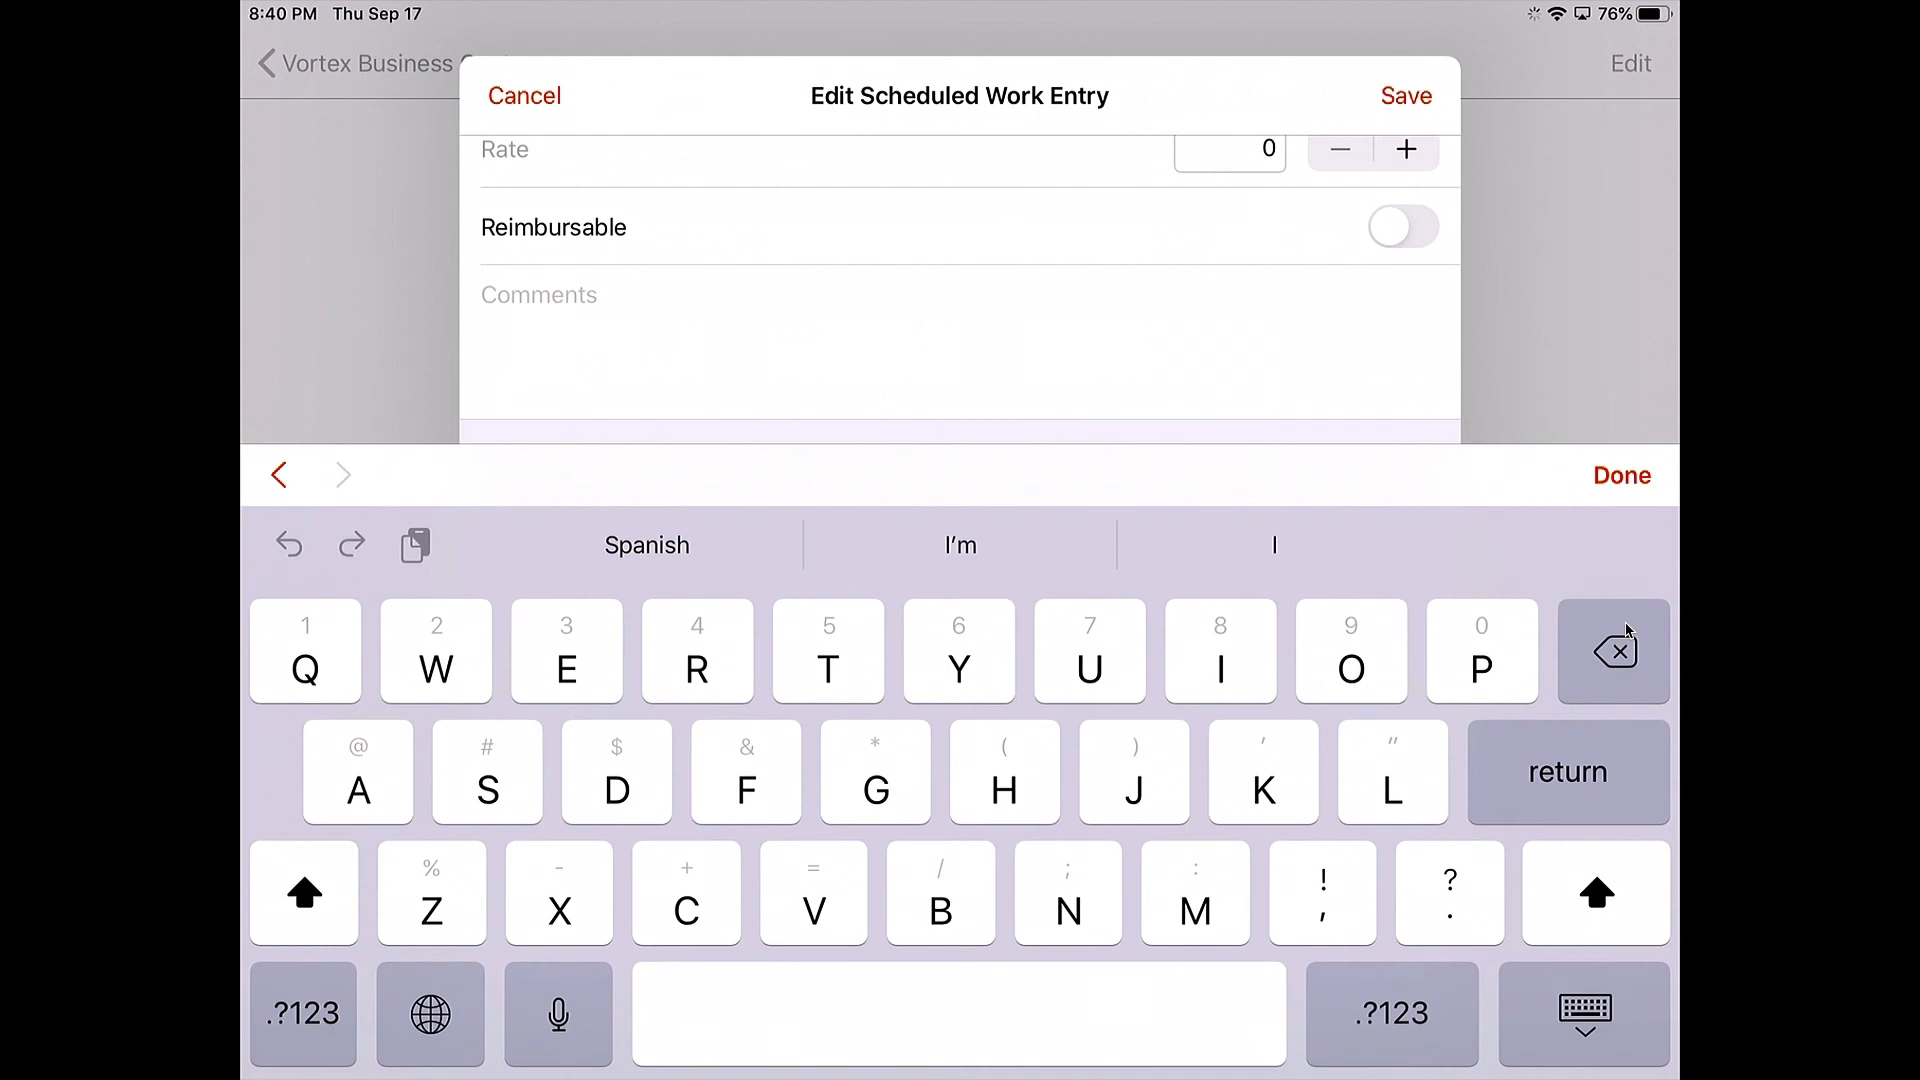 8:40 PM Thu Sep 17
76%
Vortex Business
Edit
Cancel
Edit Scheduled Work Entry
Save
Rate
0
− +
Reimbursable
Comments
Done
Spanish
I'm
I
1 2 3 4 5 6 7 8 9 0
Q W E R T Y U I O P
@ # $ & * ( ) ' "
A S D F G H J K L
return
% - + = / ; : ! ?
Z X C V B N M , .
.?123
.?123